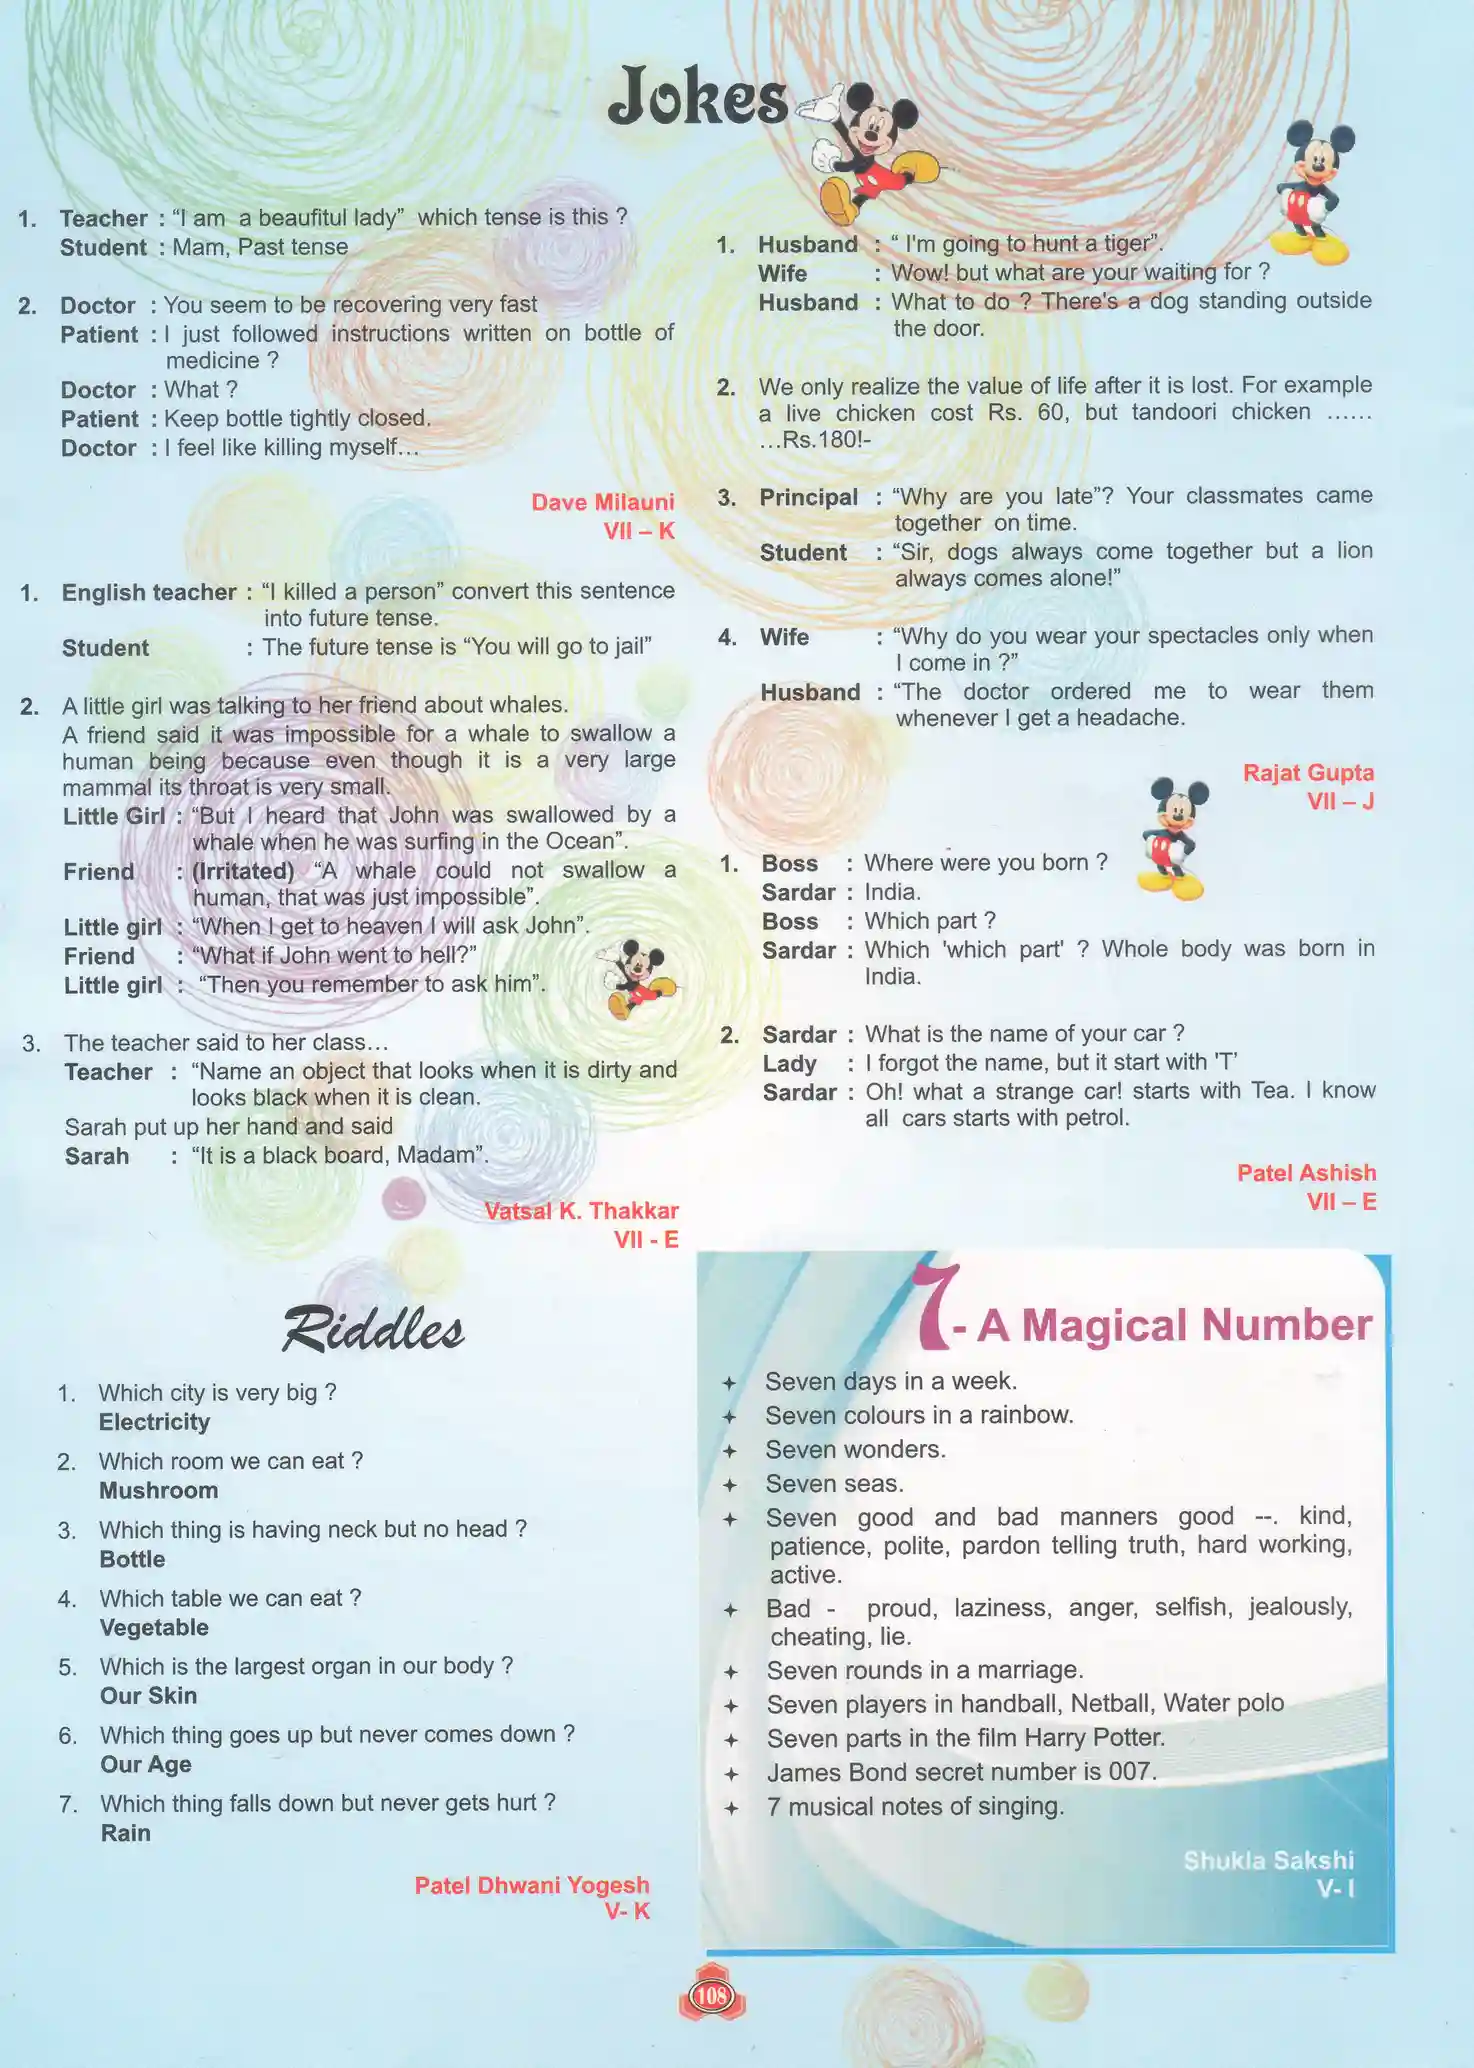 Jokes
1. Teacher : “I am a beaufitul lady” which tense is this ?
Student : Mam, Past tense
2. Doctor : You seem to be recovering very fast
Patient : I just followed instructions written on bottle of
medicine ?
Doctor : What ?
Patient : Keep bottle tightly closed.
Doctor : I feel like killing myself...
Dave Milauni
VII – K
1. English teacher : “I killed a person” convert this sentence
into future tense.
Student : The future tense is “You will go to jail”
2. A little girl was talking to her friend about whales.
A friend said it was impossible for a whale to swallow a
human being because even though it is a very large
mammal its throat is very small.
Little Girl : “But I heard that John was swallowed by a
whale when he was surfing in the Ocean”.
Friend : (Irritated) “A whale could not swallow a
human, that was just impossible”.
Little girl : “When I get to heaven I will ask John”.
Friend : “What if John went to hell?”
Little girl : “Then you remember to ask him”.
3. The teacher said to her class...
Teacher : “Name an object that looks when it is dirty and
looks black when it is clean.
Sarah put up her hand and said
Sarah : “It is a black board, Madam”.
Vatsal K. Thakkar
VII - E
1. Husband : “ I'm going to hunt a tiger”.
Wife : Wow! but what are your waiting for ?
Husband : What to do ? There's a dog standing outside
the door.
2. We only realize the value of life after it is lost. For example
a live chicken cost Rs. 60, but tandoori chicken ......
...Rs.180!-
3. Principal : “Why are you late”? Your classmates came
together on time.
Student : “Sir, dogs always come together but a lion
always comes alone!”
4. Wife : “Why do you wear your spectacles only when
I come in ?”
Husband : “The doctor ordered me to wear them
whenever I get a headache.
Rajat Gupta
VII – J
1. Boss : Where were you born ?
Sardar : India.
Boss : Which part ?
Sardar : Which 'which part' ? Whole body was born in
India.
2. Sardar : What is the name of your car ?
Lady : I forgot the name, but it start with 'T'
Sardar : Oh! what a strange car! starts with Tea. I know
all cars starts with petrol.
Patel Ashish
VII – E
Riddles
1. Which city is very big ?
Electricity
2. Which room we can eat ?
Mushroom
3. Which thing is having neck but no head ?
Bottle
4. Which table we can eat ?
Vegetable
5. Which is the largest organ in our body ?
Our Skin
6. Which thing goes up but never comes down ?
Our Age
7. Which thing falls down but never gets hurt ?
Rain
Patel Dhwani Yogesh
V- K
7 - A Magical Number
✦ Seven days in a week.
✦ Seven colours in a rainbow.
✦ Seven wonders.
✦ Seven seas.
✦ Seven good and bad manners good --. kind,
patience, polite, pardon telling truth, hard working,
active.
✦ Bad - proud, laziness, anger, selfish, jealously,
cheating, lie.
✦ Seven rounds in a marriage.
✦ Seven players in handball, Netball, Water polo
✦ Seven parts in the film Harry Potter.
✦ James Bond secret number is 007.
✦ 7 musical notes of singing.
Shukla Sakshi
V- I
108